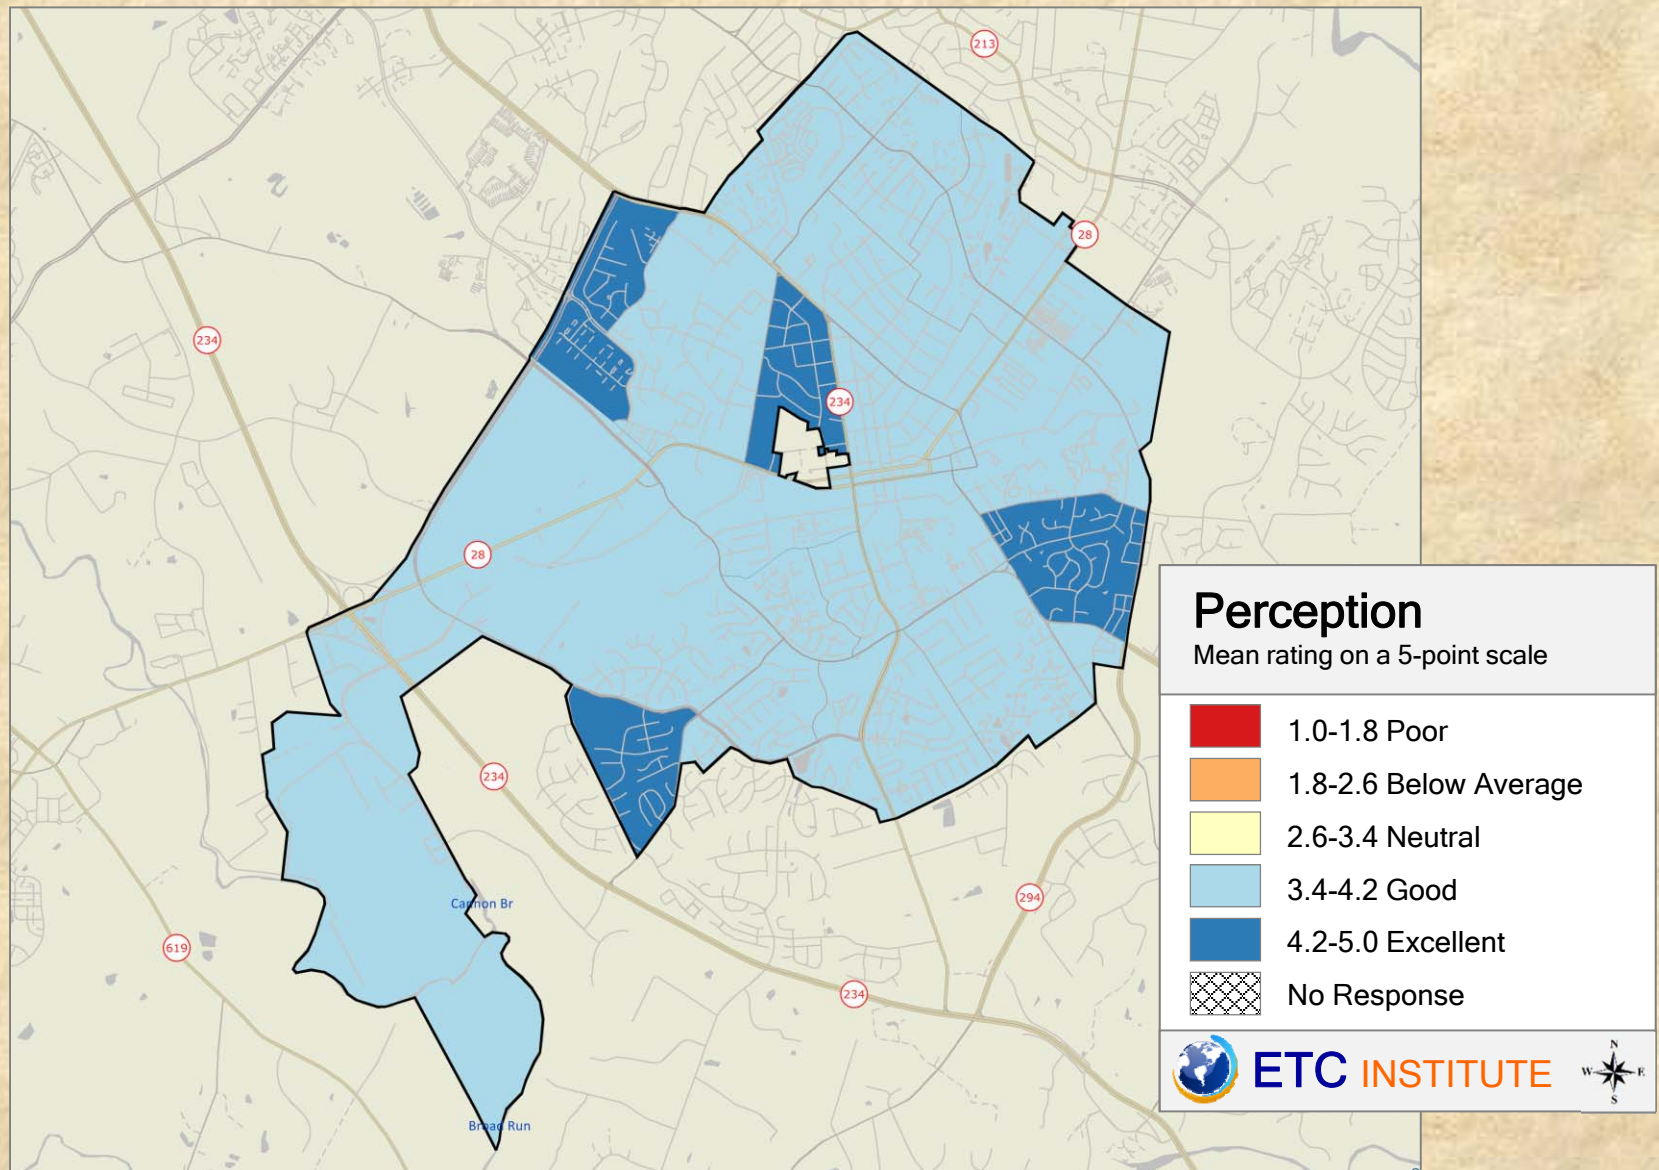 213
28
234
234
28
234
Cannon Br
294
619
234
Broad Run
Perception
Mean rating on a 5-point scale
1.0-1.8 Poor
1.8-2.6 Below Average
2.6-3.4 Neutral
3.4-4.2 Good
4.2-5.0 Excellent
No Response
ETC INSTITUTE
N
W E
S